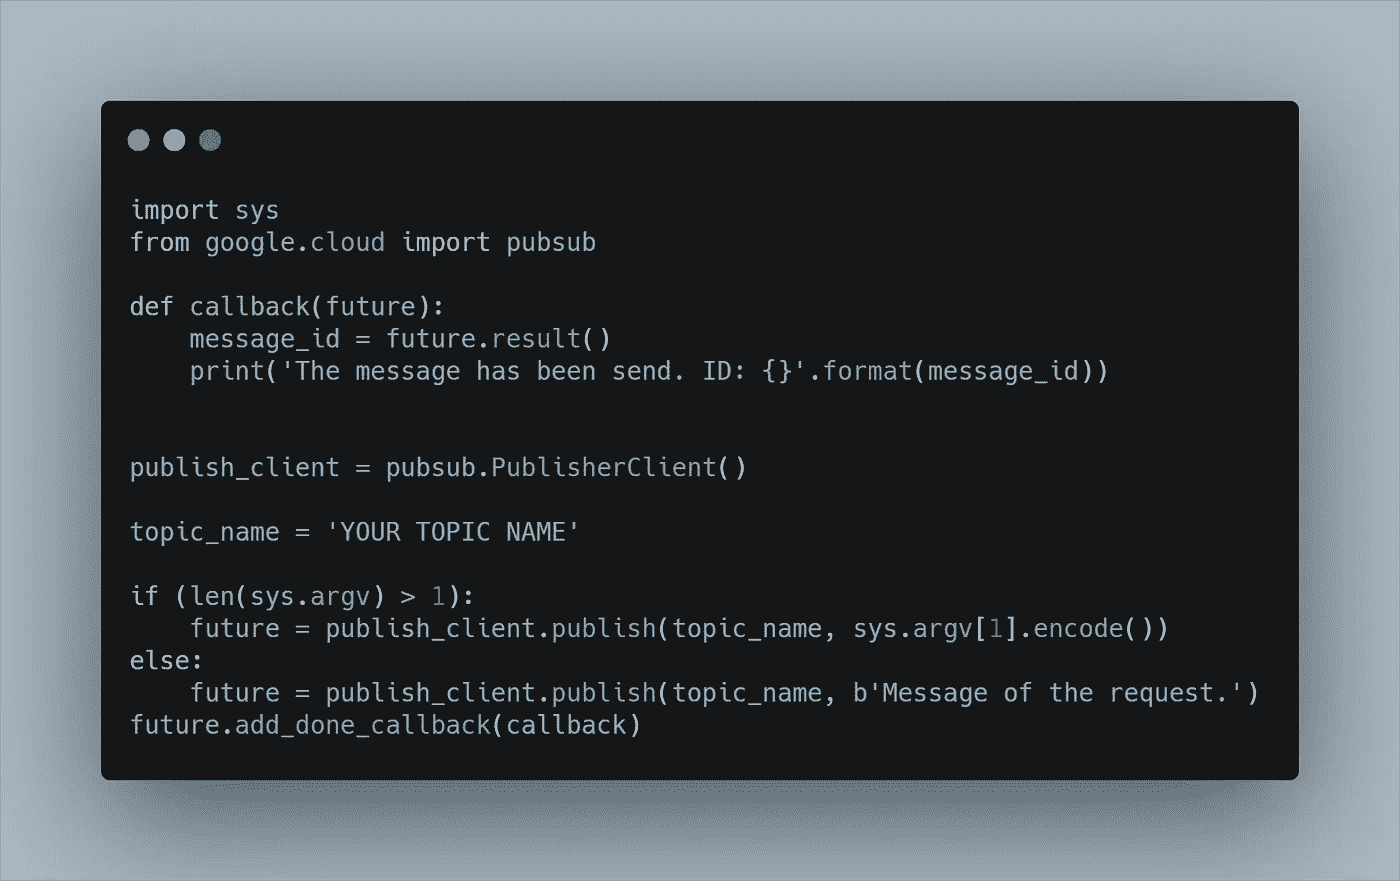 import sys
from google.cloud import pubsub
def callback(future):
    message_id = future.result()
    print('The message has been send. ID: {}'.format(message_id))
publish_client = pubsub.PublisherClient()
topic_name = 'YOUR TOPIC NAME'
if (len(sys.argv) > 1):
    future = publish_client.publish(topic_name, sys.argv[1].encode())
else:
    future = publish_client.publish(topic_name, b'Message of the request.')
future.add_done_callback(callback)